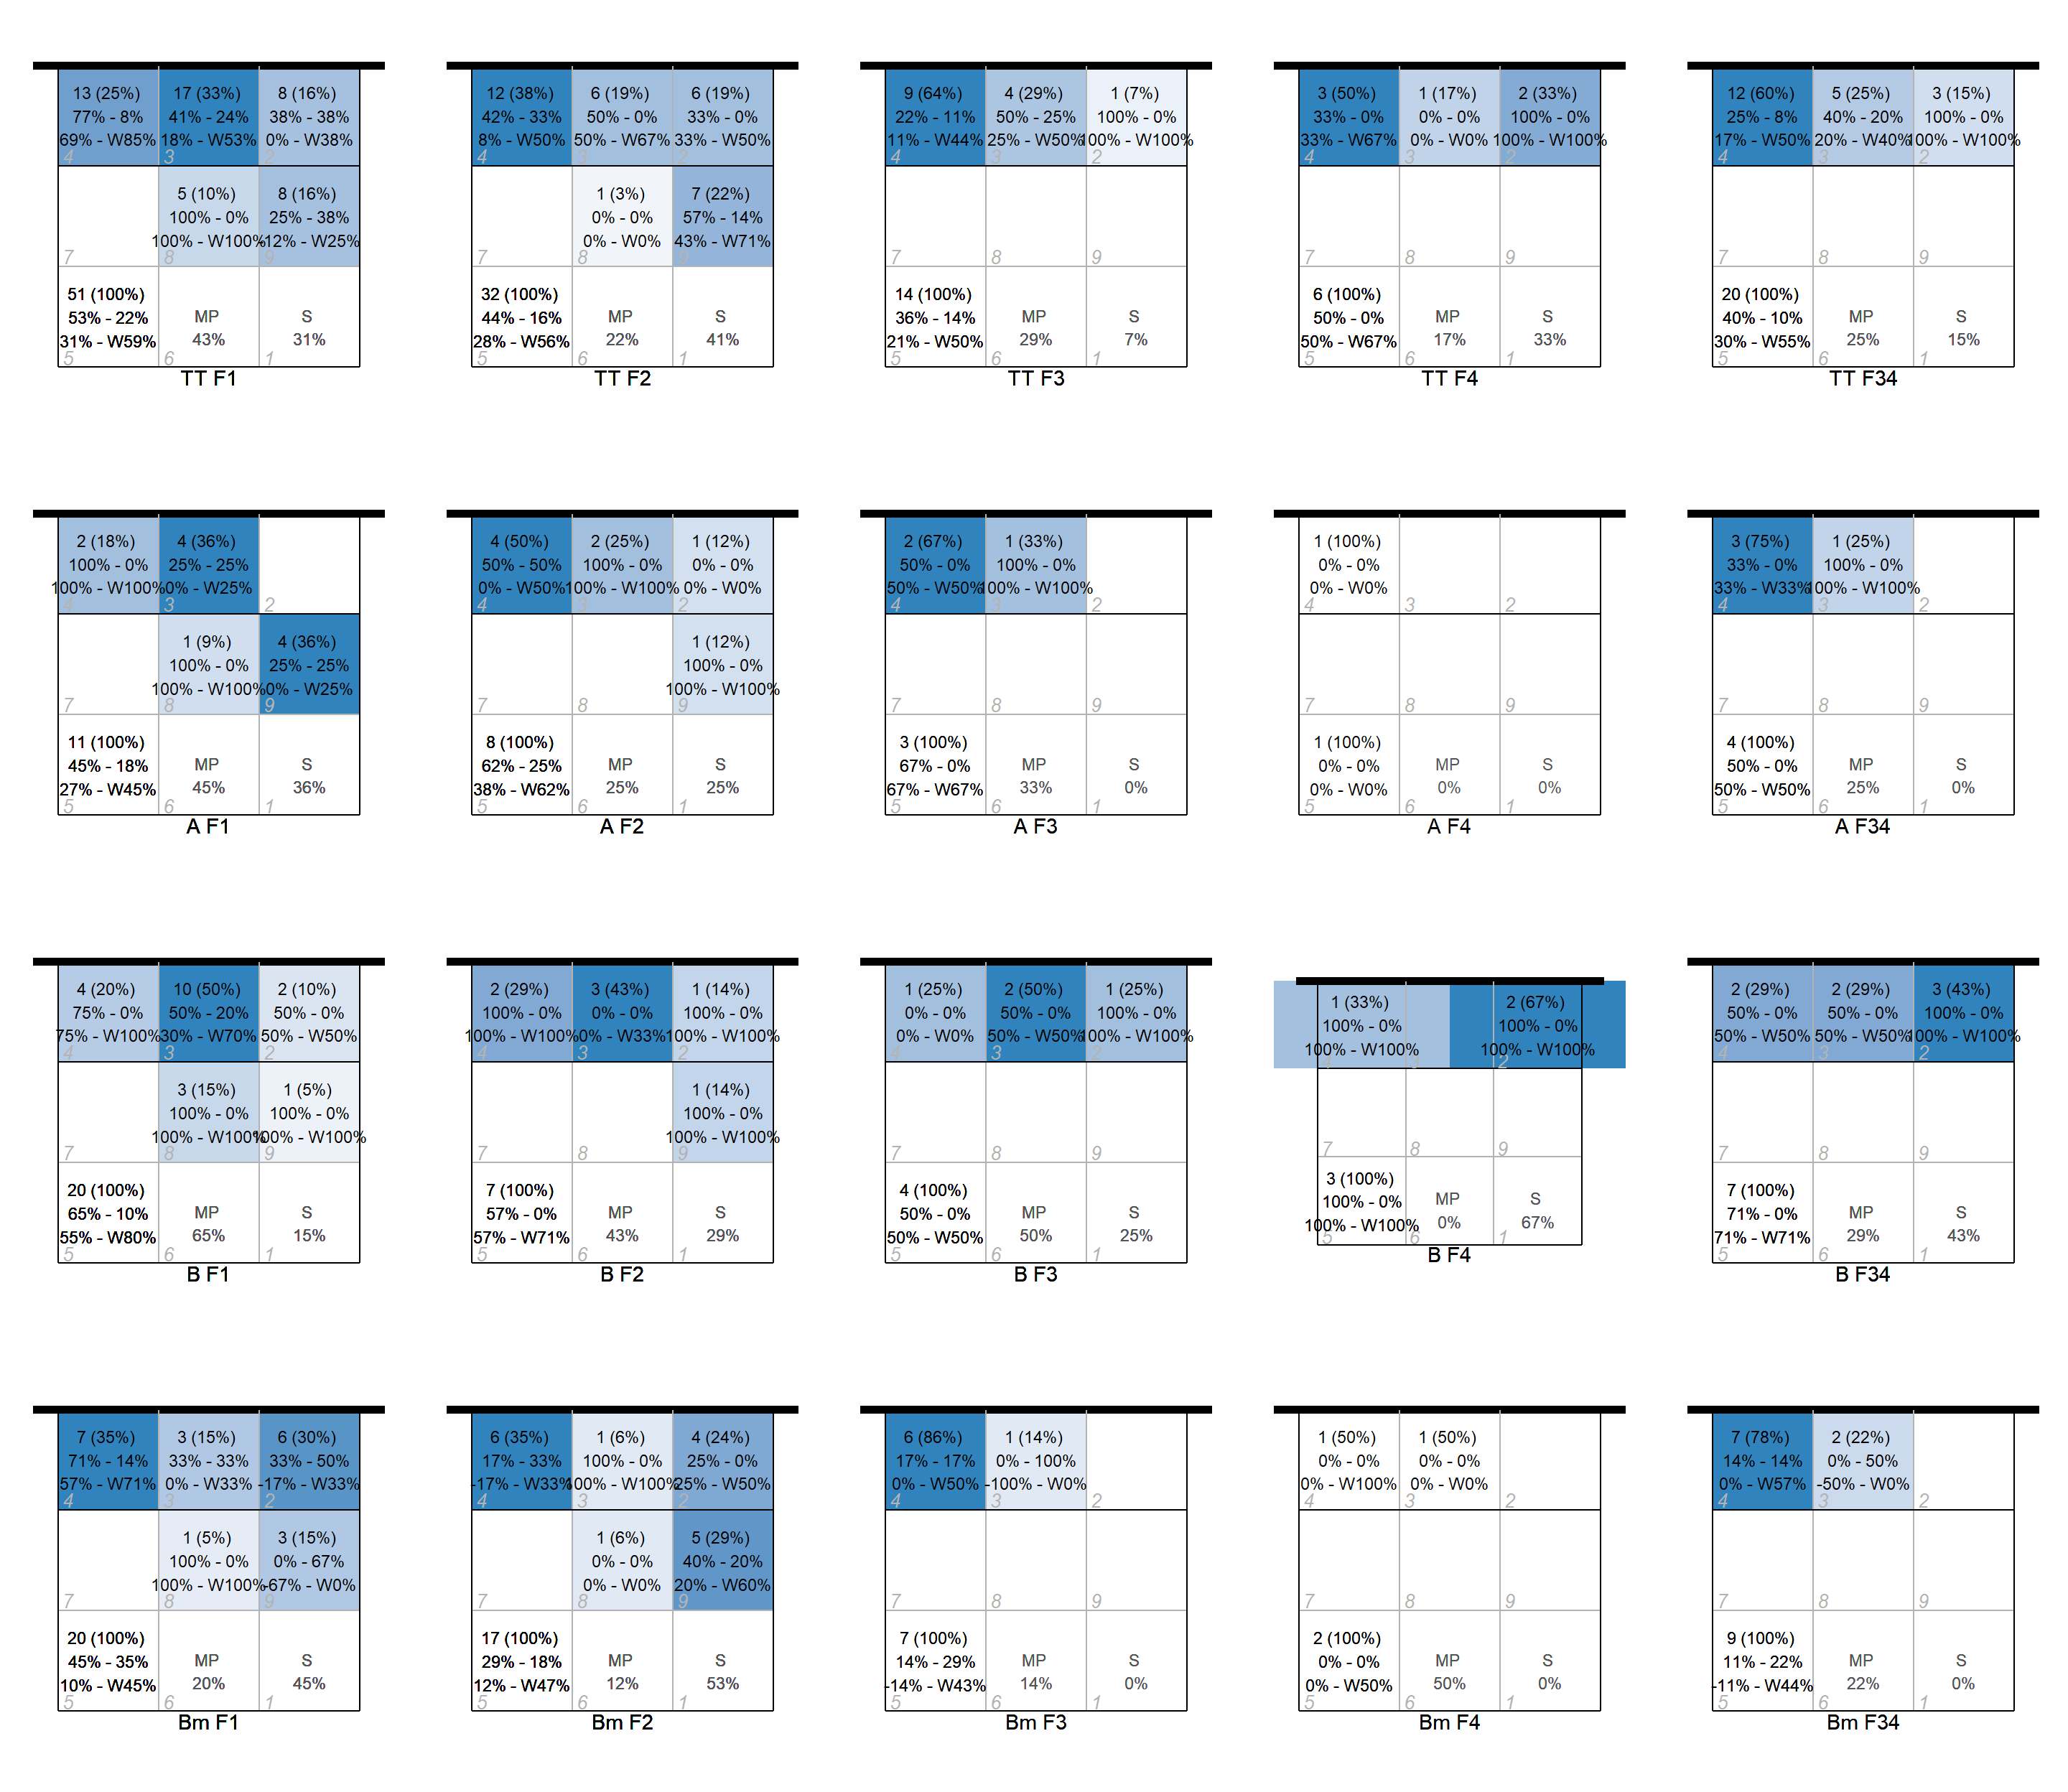 13 (25%)
77% - 8%
69% - W85%
4
17 (33%)
41% - 24%
18% - W53%
3
8 (16%)
38% - 38%
0% - W38%
2
7
5 (10%)
100% - 0%
100% - W100%
8
8 (16%)
25% - 38%
-12% - W25%
9
51 (100%)
53% - 22%
31% - W59%
5
MP
43%
6
S
31%
1
TT F1
12 (38%)
42% - 33%
8% - W50%
4
6 (19%)
50% - 0%
50% - W67%
3
6 (19%)
33% - 0%
33% - W50%
2
7
1 (3%)
0% - 0%
0% - W0%
8
7 (22%)
57% - 14%
43% - W71%
9
32 (100%)
44% - 16%
28% - W56%
5
MP
22%
6
S
41%
1
TT F2
9 (64%)
22% - 11%
11% - W44%
4
4 (29%)
50% - 25%
25% - W50%
3
1 (7%)
100% - 0%
100% - W100%
2
7
8
9
14 (100%)
36% - 14%
21% - W50%
5
MP
29%
6
S
7%
1
TT F3
3 (50%)
33% - 0%
33% - W67%
4
1 (17%)
0% - 0%
0% - W0%
3
2 (33%)
100% - 0%
100% - W100%
2
7
8
9
6 (100%)
50% - 0%
50% - W67%
5
MP
17%
6
S
33%
1
TT F4
12 (60%)
25% - 8%
17% - W50%
4
5 (25%)
40% - 20%
20% - W40%
3
3 (15%)
100% - 0%
100% - W100%
2
7
8
9
20 (100%)
40% - 10%
30% - W55%
5
MP
25%
6
S
15%
1
TT F34
2 (18%)
100% - 0%
100% - W100%
4
4 (36%)
25% - 25%
0% - W25%
3
2
7
1 (9%)
100% - 0%
100% - W100%
8
4 (36%)
25% - 25%
0% - W25%
9
11 (100%)
45% - 18%
27% - W45%
5
MP
45%
6
S
36%
1
A F1
4 (50%)
50% - 50%
0% - W50%
4
2 (25%)
100% - 0%
100% - W100%
3
1 (12%)
0% - 0%
0% - W0%
2
7
8
1 (12%)
100% - 0%
100% - W100%
9
8 (100%)
62% - 25%
38% - W62%
5
MP
25%
6
S
25%
1
A F2
2 (67%)
50% - 0%
50% - W50%
4
1 (33%)
100% - 0%
100% - W100%
3
2
7
8
9
3 (100%)
67% - 0%
67% - W67%
5
MP
33%
6
S
0%
1
A F3
1 (100%)
0% - 0%
0% - W0%
4
3
2
7
8
9
1 (100%)
0% - 0%
0% - W0%
5
MP
0%
6
S
0%
1
A F4
3 (75%)
33% - 0%
33% - W33%
4
1 (25%)
100% - 0%
100% - W100%
3
2
7
8
9
4 (100%)
50% - 0%
50% - W50%
5
MP
25%
6
S
0%
1
A F34
4 (20%)
75% - 0%
75% - W100%
4
10 (50%)
50% - 20%
30% - W70%
3
2 (10%)
50% - 0%
50% - W50%
2
7
3 (15%)
100% - 0%
100% - W100%
8
1 (5%)
100% - 0%
100% - W100%
9
20 (100%)
65% - 10%
55% - W80%
5
MP
65%
6
S
15%
1
B F1
2 (29%)
100% - 0%
100% - W100%
4
3 (43%)
0% - 0%
0% - W33%
3
1 (14%)
100% - 0%
100% - W100%
2
7
8
1 (14%)
100% - 0%
100% - W100%
9
7 (100%)
57% - 0%
57% - W71%
5
MP
43%
6
S
29%
1
B F2
1 (25%)
0% - 0%
0% - W0%
4
2 (50%)
50% - 0%
50% - W50%
3
1 (25%)
100% - 0%
100% - W100%
2
7
8
9
4 (100%)
50% - 0%
50% - W50%
5
MP
50%
6
S
25%
1
B F3
1 (33%)
100% - 0%
100% - W100%
2 (67%)
100% - 0%
100% - W100%
2
7
8
9
3 (100%)
100% - 0%
100% - W100%
5
MP
0%
6
S
67%
1
B F4
2 (29%)
50% - 0%
50% - W50%
4
2 (29%)
50% - 0%
50% - W50%
3
3 (43%)
100% - 0%
100% - W100%
2
7
8
9
7 (100%)
71% - 0%
71% - W71%
5
MP
29%
6
S
43%
1
B F34
7 (35%)
71% - 14%
57% - W71%
4
3 (15%)
33% - 33%
0% - W33%
3
6 (30%)
33% - 50%
-17% - W33%
2
7
1 (5%)
100% - 0%
100% - W100%
8
3 (15%)
0% - 67%
-67% - W0%
9
20 (100%)
45% - 35%
10% - W45%
5
MP
20%
6
S
45%
1
Bm F1
6 (35%)
17% - 33%
-17% - W33%
4
1 (6%)
100% - 0%
100% - W100%
3
4 (24%)
25% - 0%
25% - W50%
2
7
1 (6%)
0% - 0%
0% - W0%
8
5 (29%)
40% - 20%
20% - W60%
9
17 (100%)
29% - 18%
12% - W47%
5
MP
12%
6
S
53%
1
Bm F2
6 (86%)
17% - 17%
0% - W50%
4
1 (14%)
0% - 100%
-100% - W0%
3
2
7
8
9
7 (100%)
14% - 29%
-14% - W43%
5
MP
14%
6
S
0%
1
Bm F3
1 (50%)
0% - 0%
0% - W100%
4
1 (50%)
0% - 0%
0% - W0%
3
2
7
8
9
2 (100%)
0% - 0%
0% - W50%
5
MP
50%
6
S
0%
1
Bm F4
7 (78%)
14% - 14%
0% - W57%
4
2 (22%)
0% - 50%
-50% - W0%
3
2
7
8
9
9 (100%)
11% - 22%
-11% - W44%
5
MP
22%
6
S
0%
1
Bm F34